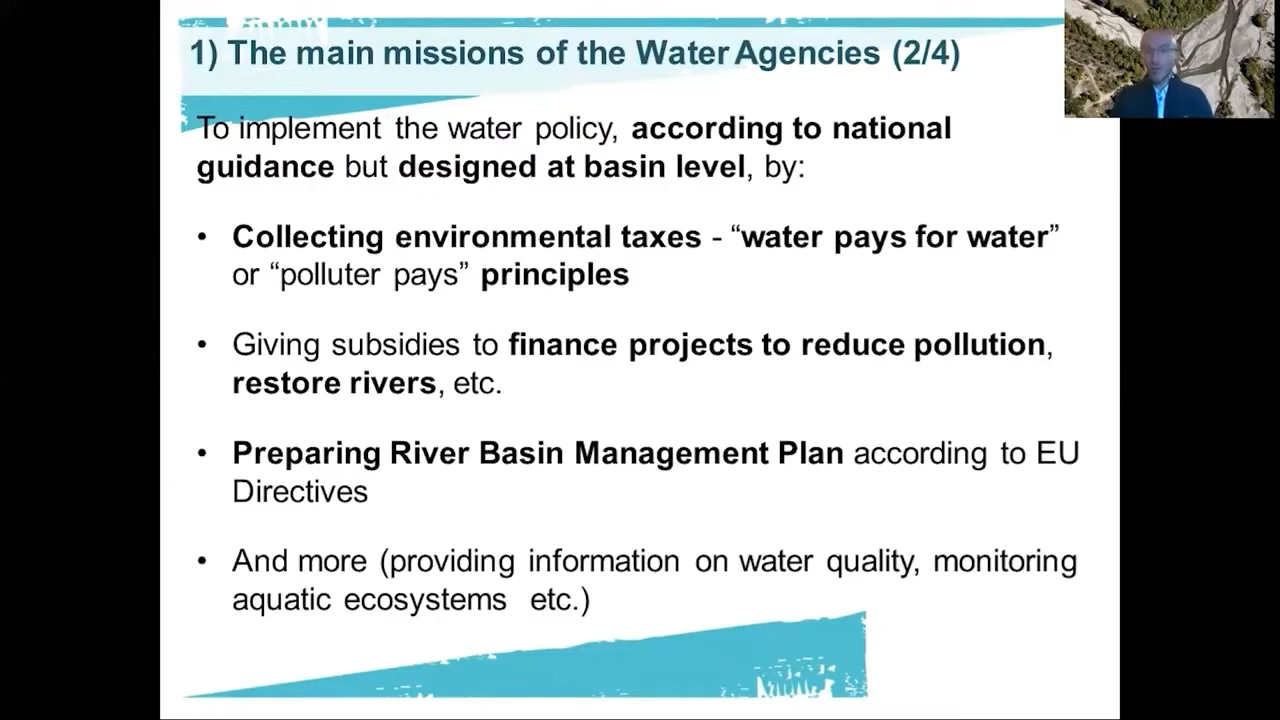 1) The main missions of the Water Agencies (2/4)
To implement the water policy, according to national
guidance but designed at basin level, by:
• Collecting environmental taxes - “water pays for water”
or “polluter pays” principles
• Giving subsidies to finance projects to reduce pollution,
restore rivers, etc.
• Preparing River Basin Management Plan according to EU
Directives
• And more (providing information on water quality, monitoring
aquatic ecosystems etc.)